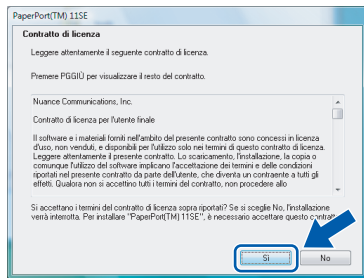 PaperPort(TM) 11SE
Contratto di licenza
Leggere attentamente il seguente contratto di licenza.
Premere PGGIÙ per visualizzare il resto del contratto.
Nuance Communications, Inc.
Contratto di licenza per l'utente finale
Il software e i materiali forniti nell'ambito del presente contratto sono concessi in licenza
d'uso, non venduti, e disponibili per l'utilizzo solo nei termini di questo contratto di licenza.
Leggere attentamente il presente contratto. Lo scaricamento, l'installazione, la copia o
comunque l'utilizzo del software implicano l'accettazione dei termini e delle condizioni
riportati nel presente contratto da parte dell'utente, che diventa un contraente a tutti gli
effetti. Qualora non si accettino tutti i termini del contratto, non procedere allo
Si accettano i termini del contratto di licenza sopra riportati? Se si sceglie No, l'installazione
verrà interrotta. Per installare "PaperPort(TM) 11SE", è necessario accettare questo
Sì
No